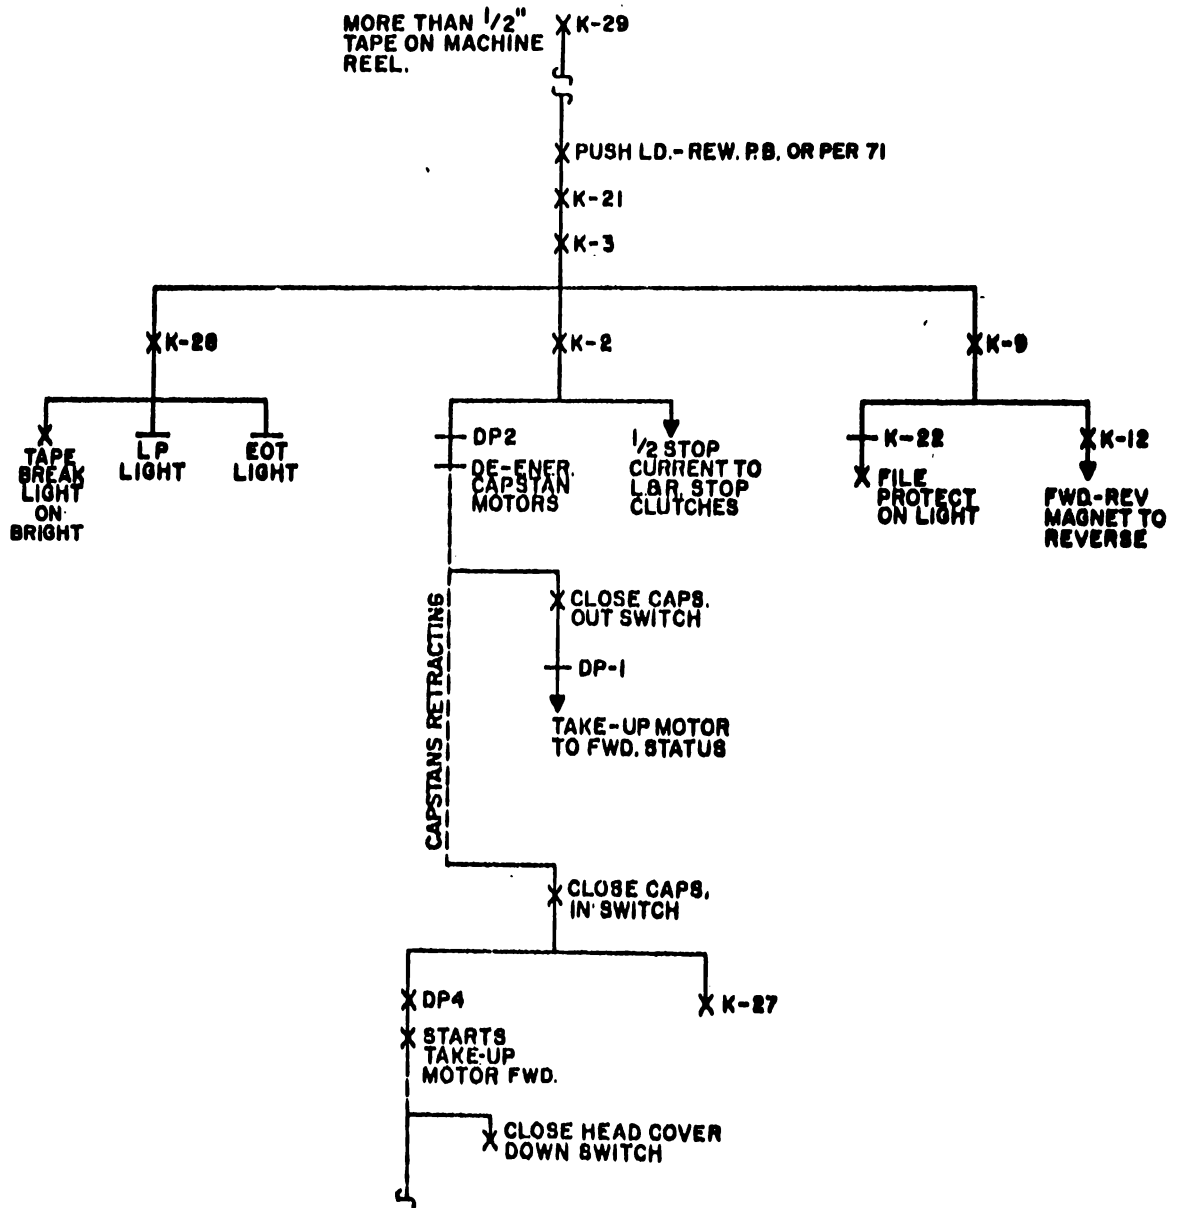 MORE THAN 1/2"
TAPE ON MACHINE
REEL.
K-29
PUSH LD.-REW. P.B. OR PER 71
K-21
K-3
K-28
K-2
K-9
TAPE
BREAK
LIGHT
ON
BRIGHT
LP
LIGHT
EOT
LIGHT
DP2
DE-ENER.
CAPSTAN
MOTORS
1/2 STOP
CURRENT TO
L&R. STOP
CLUTCHES
K-22
FILE
PROTECT
ON LIGHT
K-12
FWD-REV
MAGNET TO
REVERSE
CAPSTANS RETRACTING
CLOSE CAPS.
OUT SWITCH
DP-1
TAKE-UP MOTOR
TO FWD. STATUS
CLOSE CAPS.
IN SWITCH
DP4
STARTS
TAKE-UP
MOTOR FWD.
K-27
CLOSE HEAD COVER
DOWN SWITCH